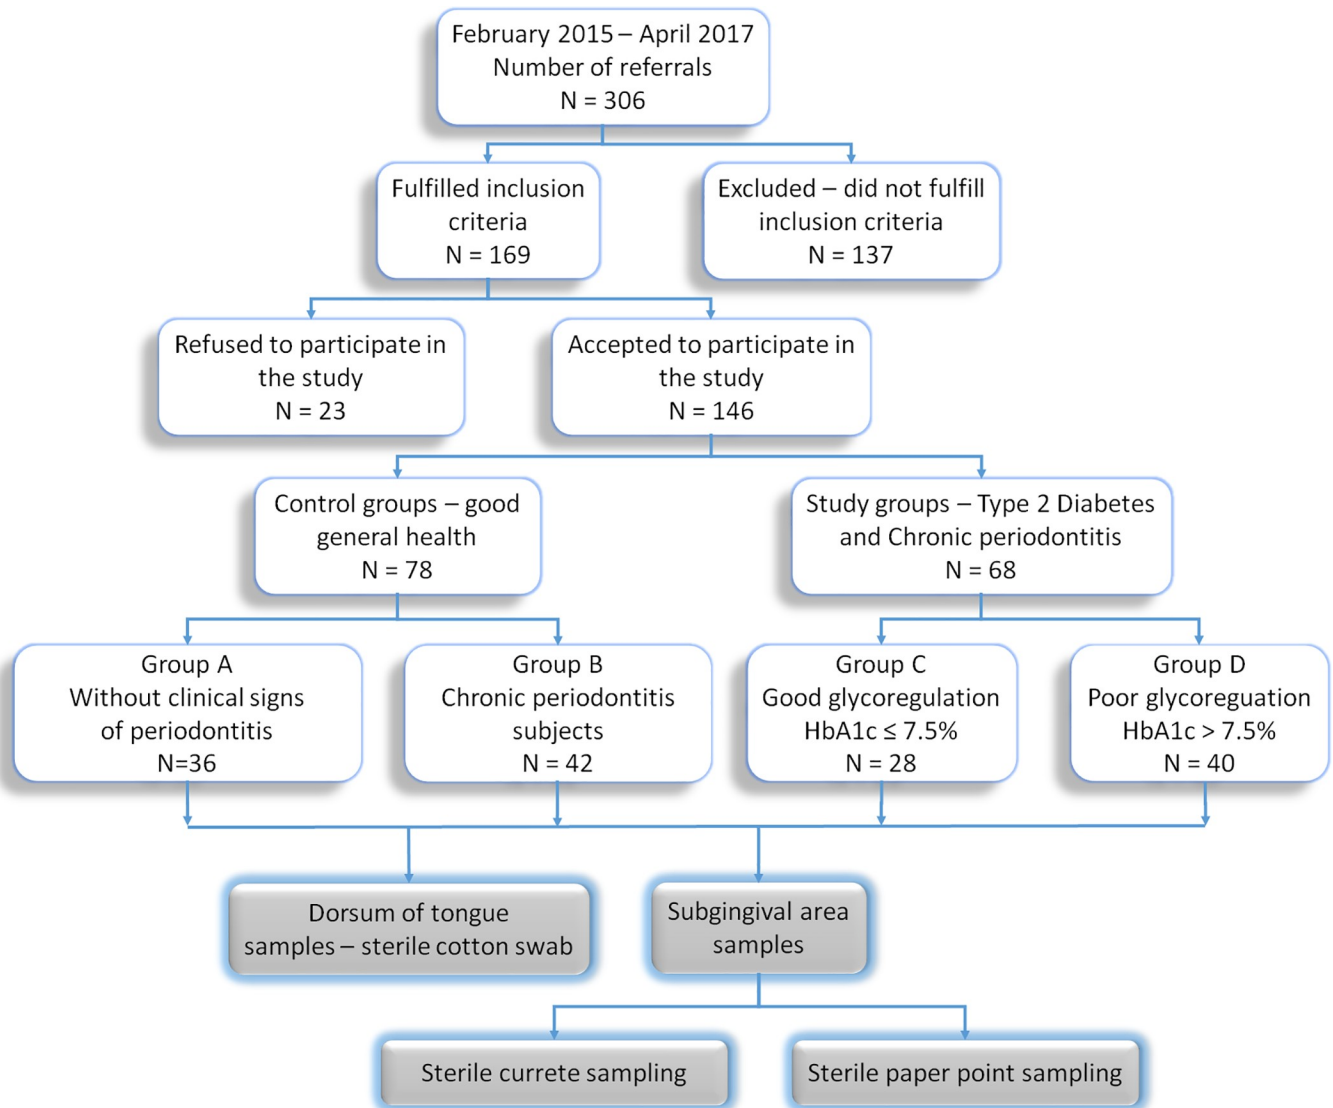 February 2015 – April 2017
Number of referrals
N = 306
Fulfilled inclusion
criteria
N = 169
Excluded – did not fulfill
inclusion criteria
N = 137
Refused to participate in
the study
N = 23
Accepted to participate in
the study
N = 146
Control groups – good
general health
N = 78
Study groups – Type 2 Diabetes
and Chronic periodontitis
N = 68
Group A
Without clinical signs
of periodontitis
N=36
Group B
Chronic periodontitis
subjects
N = 42
Group C
Good glycoregulation
HbA1c ≤ 7.5%
N = 28
Group D
Poor glycoreguation
HbA1c > 7.5%
N = 40
Dorsum of tongue
samples – sterile cotton swab
Subgingival area
samples
Sterile currete sampling
Sterile paper point sampling